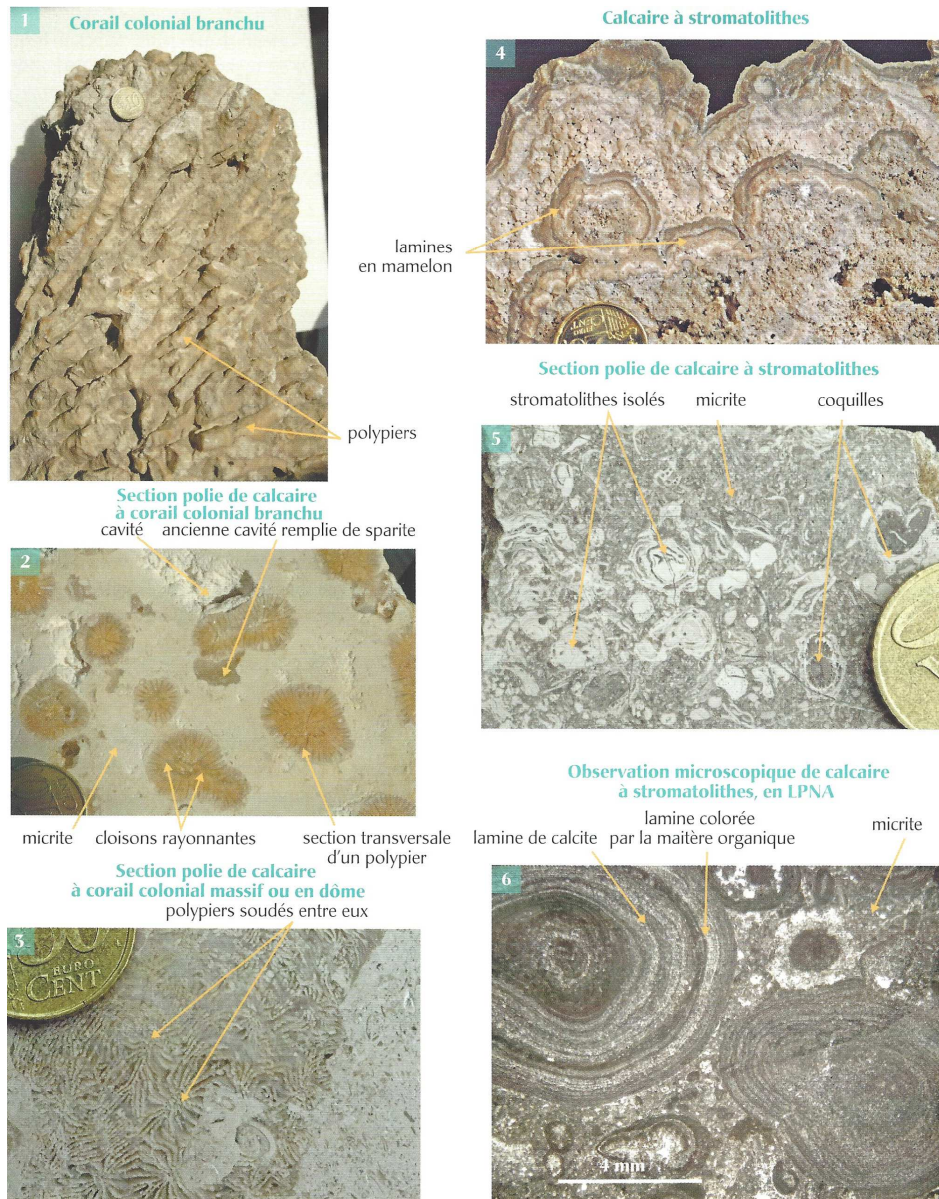 1
Corail colonial branchu
polypiers
Section polie de calcaire
à corail colonial branchu
cavité
ancienne cavité remplie de sparite
2
micrite
cloisons rayonnantes
section transversale
d'un polypier
Section polie de calcaire
à corail colonial massif ou en dôme
polypiers soudés entre eux
3
EURO
CENT
Calcaire à stromatolithes
4
lamines
en mamelon
Section polie de calcaire à stromatolithes
stromatolithes isolés
micrite
coquilles
5
Observation microscopique de calcaire
à stromatolithes, en LPNA
lamine de calcite
lamine colorée
par la maitère organique
micrite
6
4 mm